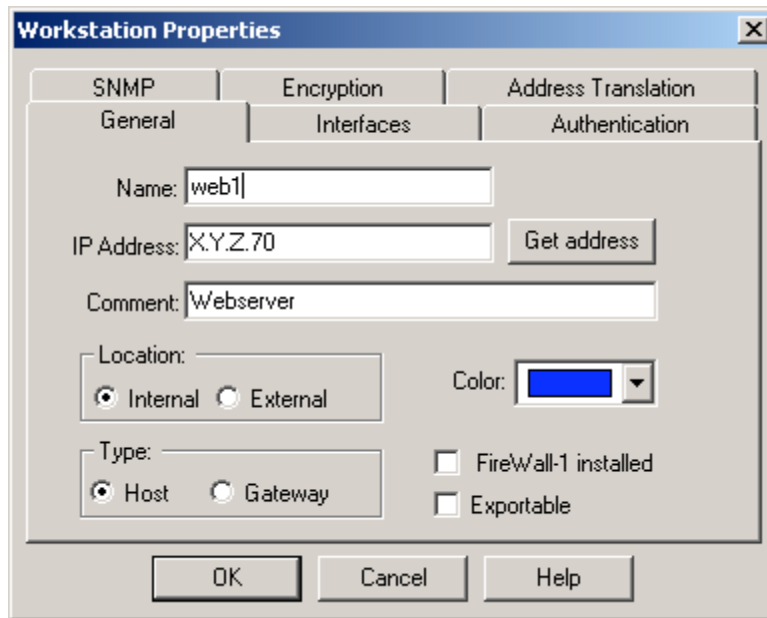 Workstation Properties
SNMP Encryption Address Translation
General Interfaces Authentication
Name: web1
IP Address: X.Y.Z.70 Get address
Comment: Webserver
Location:
Internal External Color:
Type:
FireWall-1 installed
Host Gateway
Exportable
OK Cancel Help